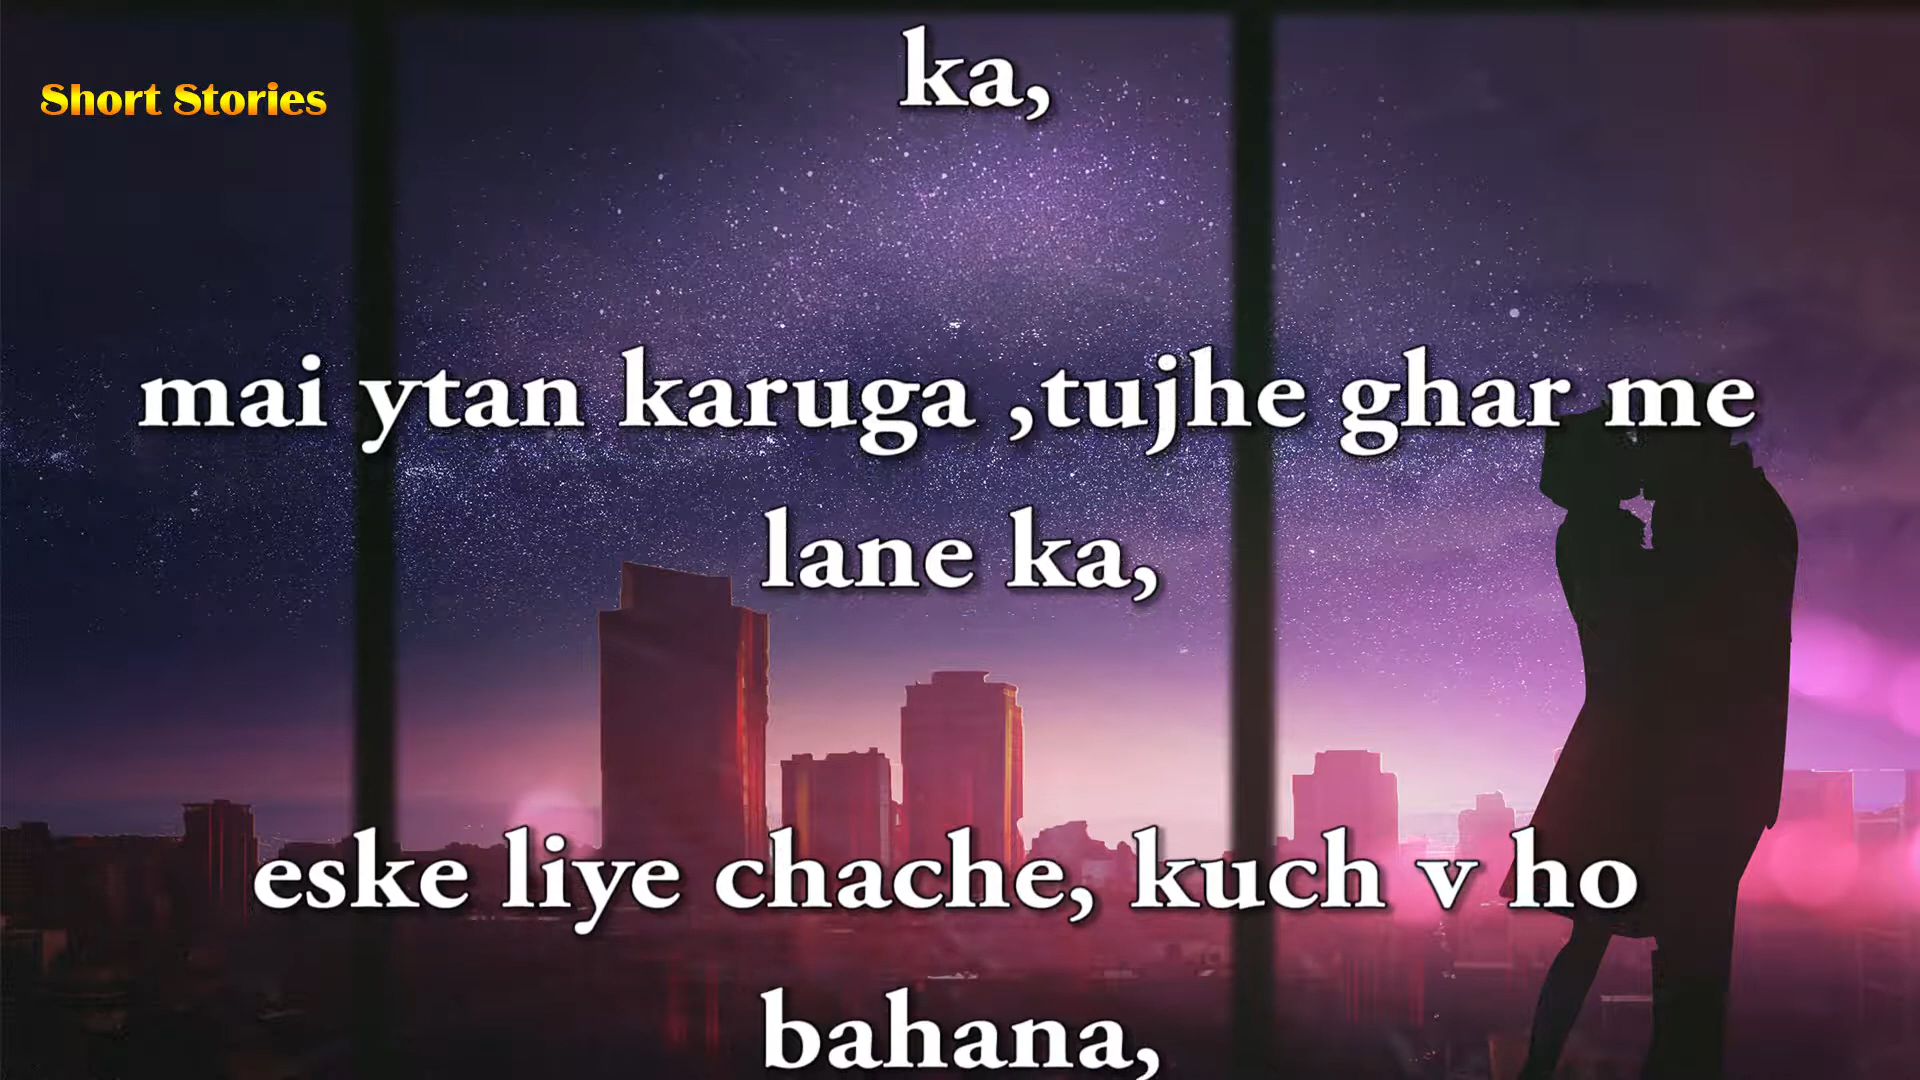 Short Stories
ka,
mai ytan karuga ,tujhe ghar me
lane ka,
eske liye chache, kuch v ho
bahana,